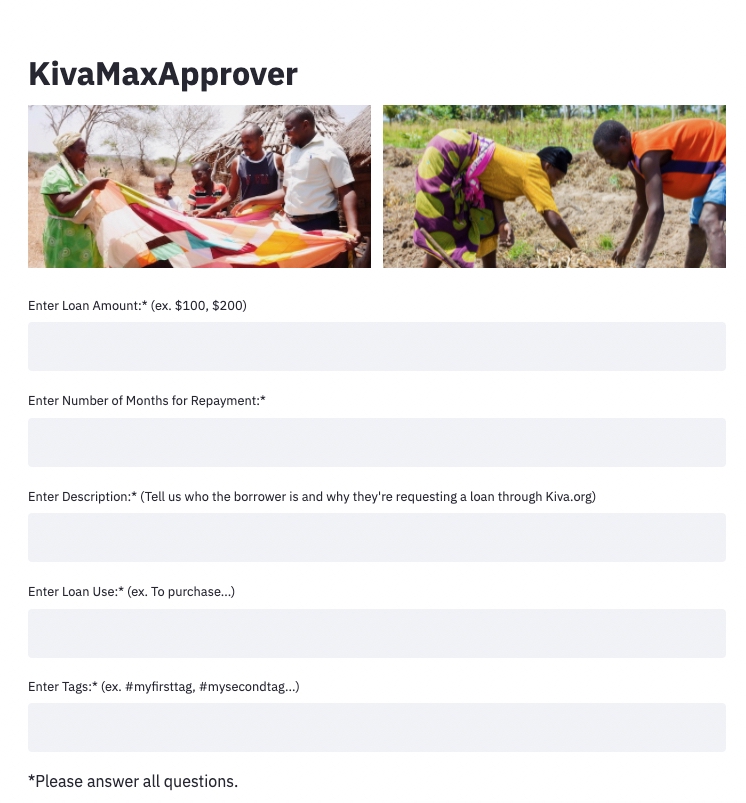 KivaMaxApprover
Enter Loan Amount:* (ex. $100, $200)
Enter Number of Months for Repayment:*
Enter Description:* (Tell us who the borrower is and why they're requesting a loan through Kiva.org)
Enter Loan Use:* (ex. To purchase...)
Enter Tags:* (ex. #myfirsttag, #mysecondtag...)
*Please answer all questions.